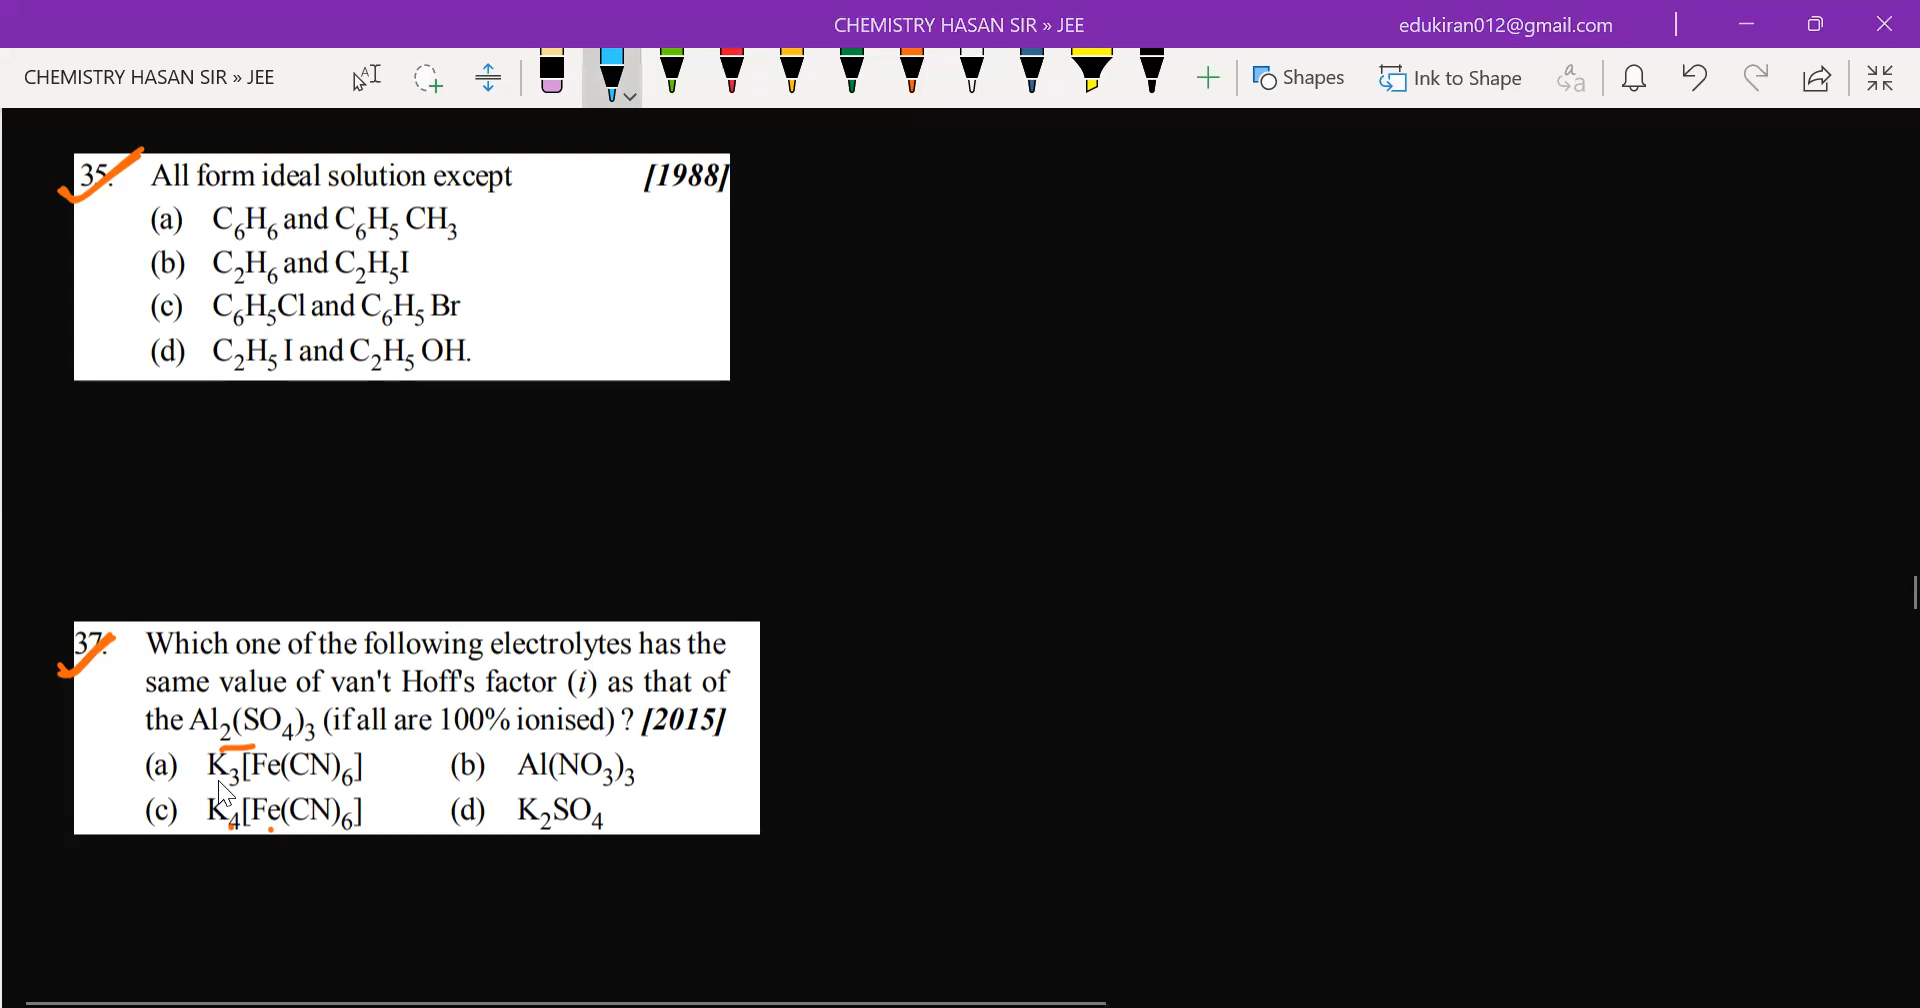 CHEMISTRY HASAN SIR » JEE
edukiran012@gmail.com
CHEMISTRY HASAN SIR » JEE
Shapes
Ink to Shape
35. All form ideal solution except [1988]
(a) C₆H₆ and C₆H₅ CH₃
(b) C₂H₆ and C₂H₅I
(c) C₆H₅Cl and C₆H₅ Br
(d) C₂H₅ I and C₂H₅ OH.
37. Which one of the following electrolytes has the
same value of van't Hoff's factor (i) as that of
the Al₂(SO₄)₃ (if all are 100% ionised) ? [2015]
(a) K₃[Fe(CN)₆] (b) Al(NO₃)₃
(c) K₄[Fe(CN)₆] (d) K₂SO₄